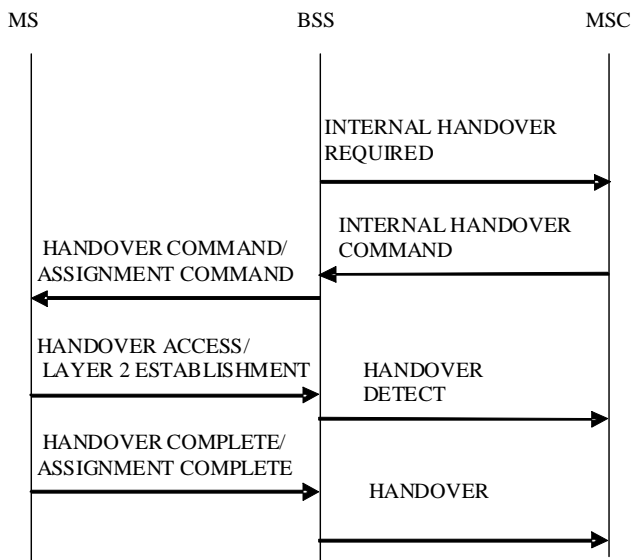 MS BSS MSC
INTERNAL HANDOVER
REQUIRED
INTERNAL HANDOVER
COMMAND
HANDOVER COMMAND/
ASSIGNMENT COMMAND
HANDOVER ACCESS/
LAYER 2 ESTABLISHMENT
HANDOVER
DETECT
HANDOVER COMPLETE/
ASSIGNMENT COMPLETE
HANDOVER